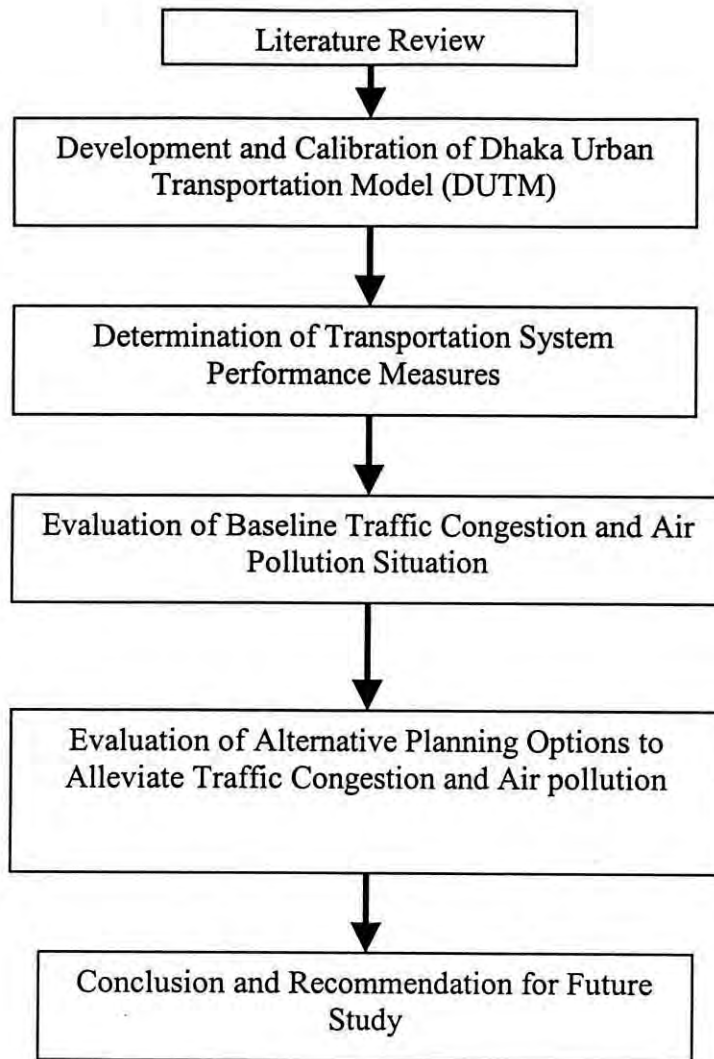 Literature Review
Development and Calibration of Dhaka Urban
Transportation Model (DUTM)
Determination of Transportation System
Performance Measures
Evaluation of Baseline Traffic Congestion and Air
Pollution Situation
Evaluation of Alternative Planning Options to
Alleviate Traffic Congestion and Air pollution
Conclusion and Recommendation for Future
Study